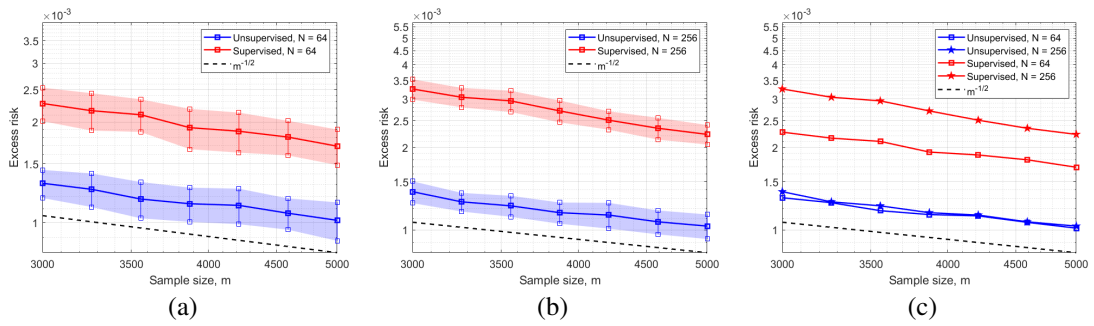 ×10⁻³
3.5
3
2.5
2
1.5
1
Excess risk
Unsupervised, N = 64
Supervised, N = 64
m⁻¹/²
3000 3500 4000 4500 5000
Sample size, m
(a)
×10⁻³
5.5
5
4.5
4
3.5
3
2.5
2
1.5
1
Excess risk
Unsupervised, N = 256
Supervised, N = 256
m⁻¹/²
3000 3500 4000 4500 5000
Sample size, m
(b)
×10⁻³
5.5
5
4.5
4
3.5
3
2.5
2
1.5
1
Excess risk
Unsupervised, N = 64
Unsupervised, N = 256
Supervised, N = 64
Supervised, N = 256
m⁻¹/²
3000 3500 4000 4500 5000
Sample size, m
(c)